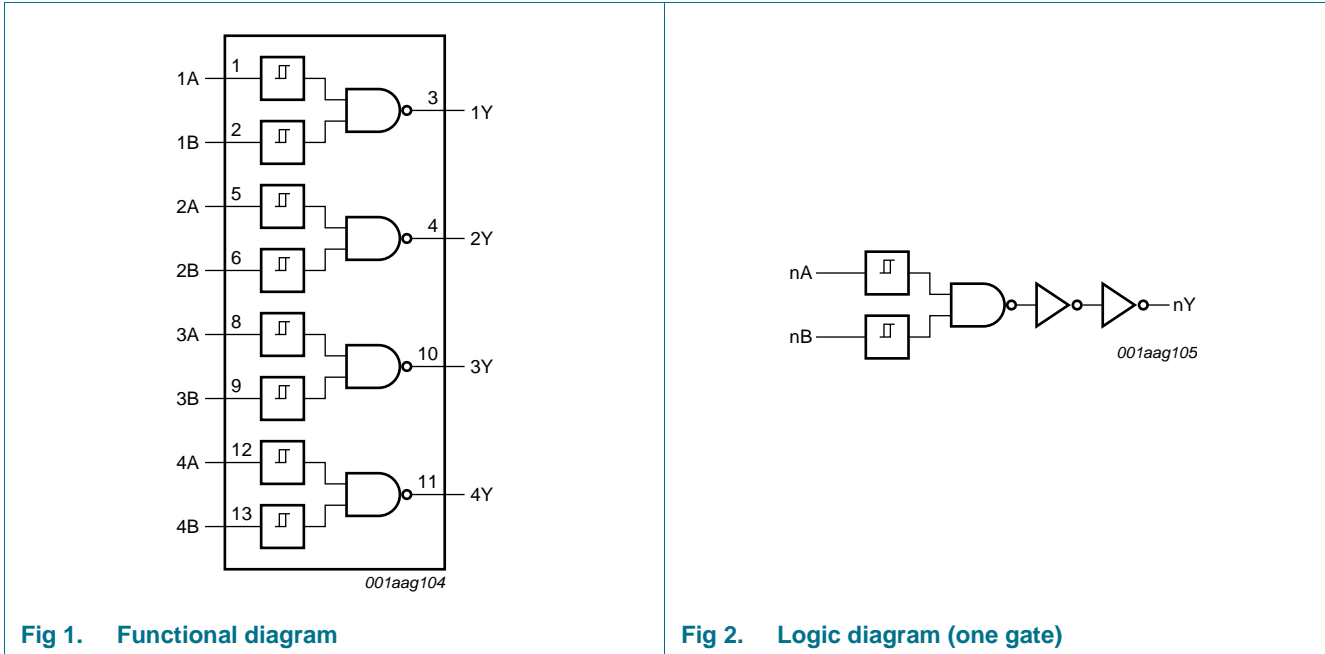 1A 1
1B 2
3 1Y
2A 5
2B 6
4 2Y
3A 8
3B 9
10 3Y
4A 12
4B 13
11 4Y
001aag104
Fig 1. Functional diagram
nA
nB
nY
001aag105
Fig 2. Logic diagram (one gate)